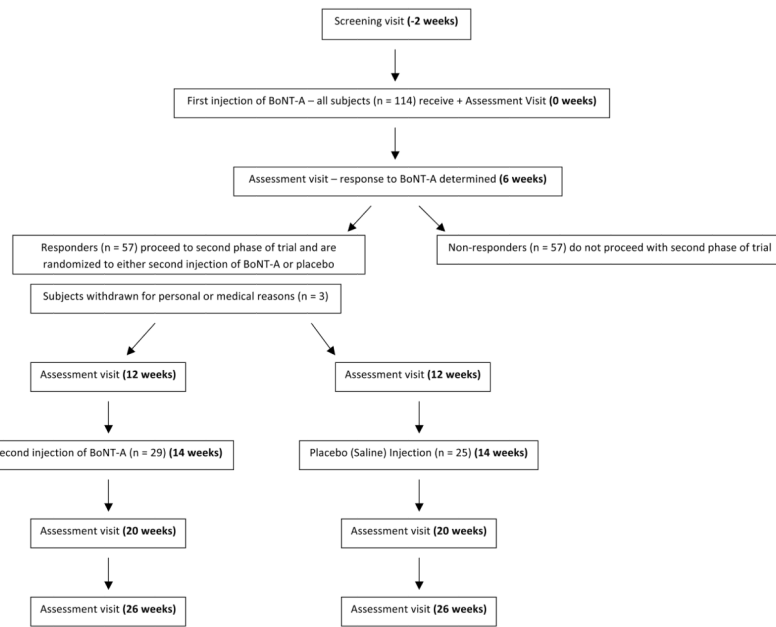 Screening visit (-2 weeks)
First injection of BoNT-A – all subjects (n = 114) receive + Assessment Visit (0 weeks)
Assessment visit – response to BoNT-A determined (6 weeks)
Responders (n = 57) proceed to second phase of trial and are
randomized to either second injection of BoNT-A or placebo
Non-responders (n = 57) do not proceed with second phase of trial
Subjects withdrawn for personal or medical reasons (n = 3)
Assessment visit (12 weeks)
Assessment visit (12 weeks)
econd injection of BoNT-A (n = 29) (14 weeks)
Placebo (Saline) Injection (n = 25) (14 weeks)
Assessment visit (20 weeks)
Assessment visit (20 weeks)
Assessment visit (26 weeks)
Assessment visit (26 weeks)